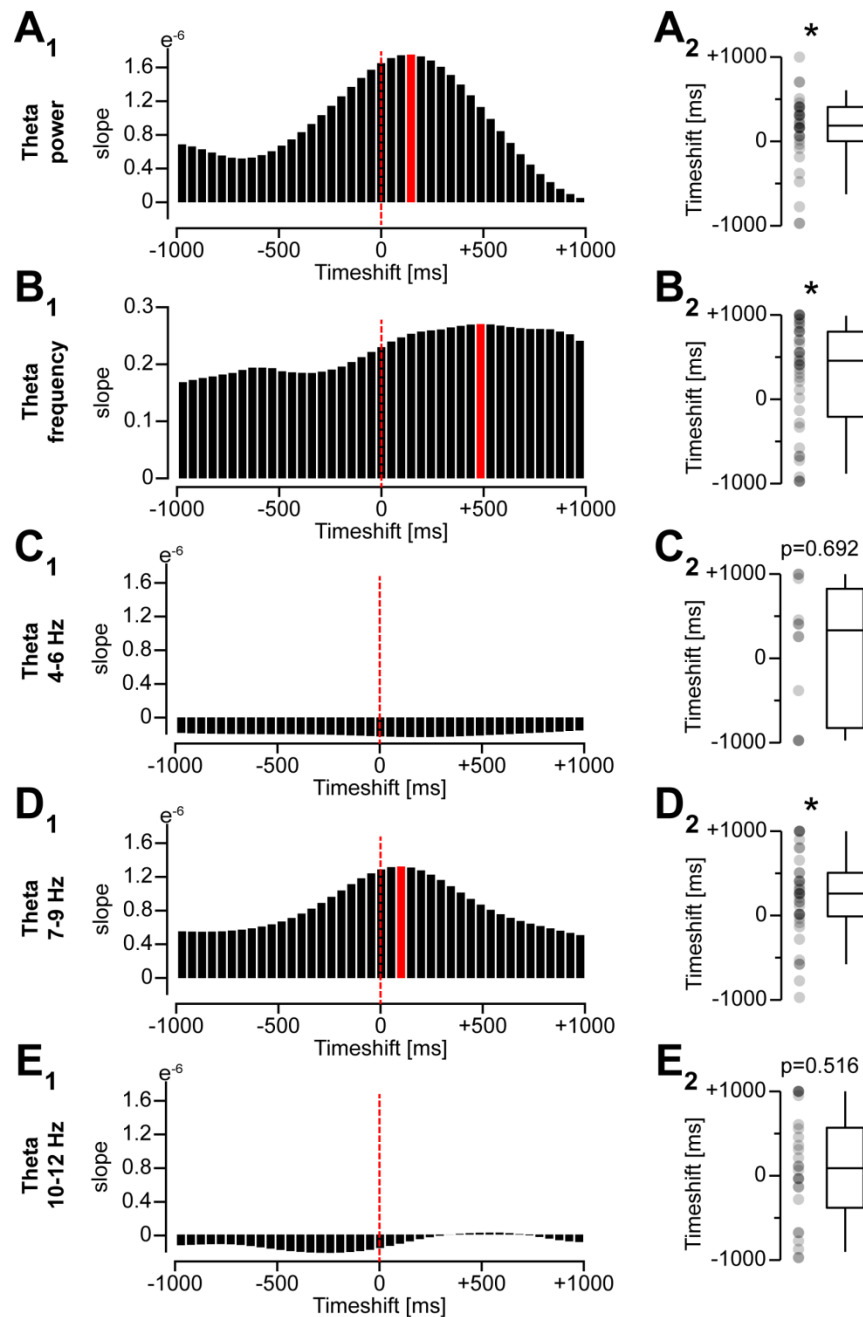 A1
e-6
1.6
1.2
0.8
0.4
0
slope
Theta
power
-1000
-500
0
+500
+1000
Timeshift [ms]
A2
*
+1000
0
-1000
Timeshift [ms]
B1
0.3
0.2
0.1
0
slope
Theta
frequency
-1000
-500
0
+500
+1000
Timeshift [ms]
B2
*
+1000
0
-1000
Timeshift [ms]
C1
e-6
1.6
1.2
0.8
0.4
0
slope
Theta
4-6 Hz
-1000
-500
0
+500
+1000
Timeshift [ms]
C2
p=0.692
+1000
0
-1000
Timeshift [ms]
D1
e-6
1.6
1.2
0.8
0.4
0
slope
Theta
7-9 Hz
-1000
-500
0
+500
+1000
Timeshift [ms]
D2
*
+1000
0
-1000
Timeshift [ms]
E1
e-6
1.6
1.2
0.8
0.4
0
slope
Theta
10-12 Hz
-1000
-500
0
+500
+1000
Timeshift [ms]
E2
p=0.516
+1000
0
-1000
Timeshift [ms]